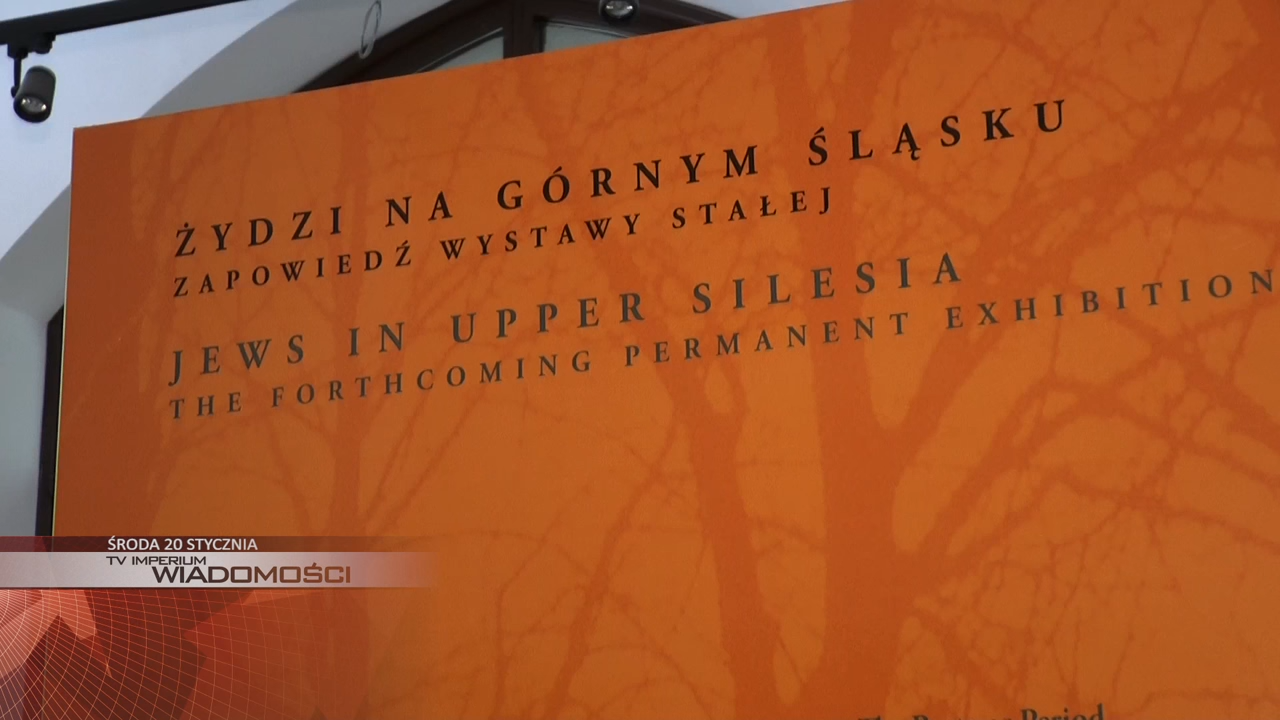 ŻYDZI NA GÓRNYM ŚLĄSKU
ZAPOWIEDŹ WYSTAWY STAŁEJ
JEWS IN UPPER SILESIA
THE FORTHCOMING PERMANENT EXHIBITION
ŚRODA 20 STYCZNIA
TV IMPERIUM
WIADOMOŚCI
Period